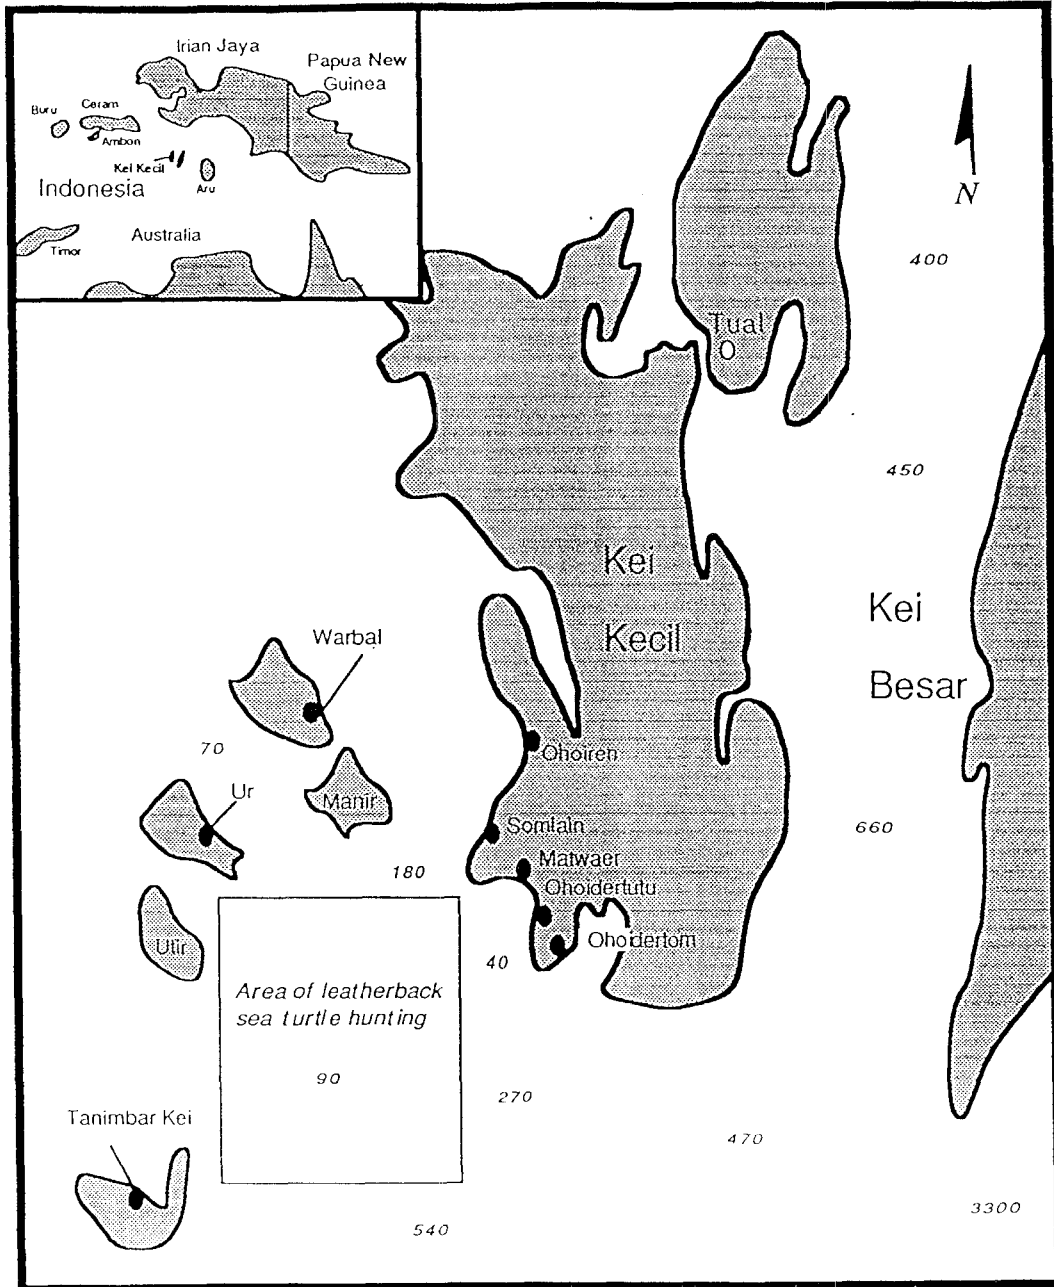 Irian Jaya
Papua New
Guinea
Buru
Ceram
Ambon
Kei Kecil
Aru
Indonesia
Timor
Australia
N
400
Tual
450
Kei
Kecil
Kei
Besar
Warbal
70
Ohoiren
Ur
Manir
Somlain
660
Matwaer
180
Ohoidertutu
Utir
Ohoidertom
40
Area of leatherback
sea turtle hunting
90
270
Tanimbar Kei
470
3300
540